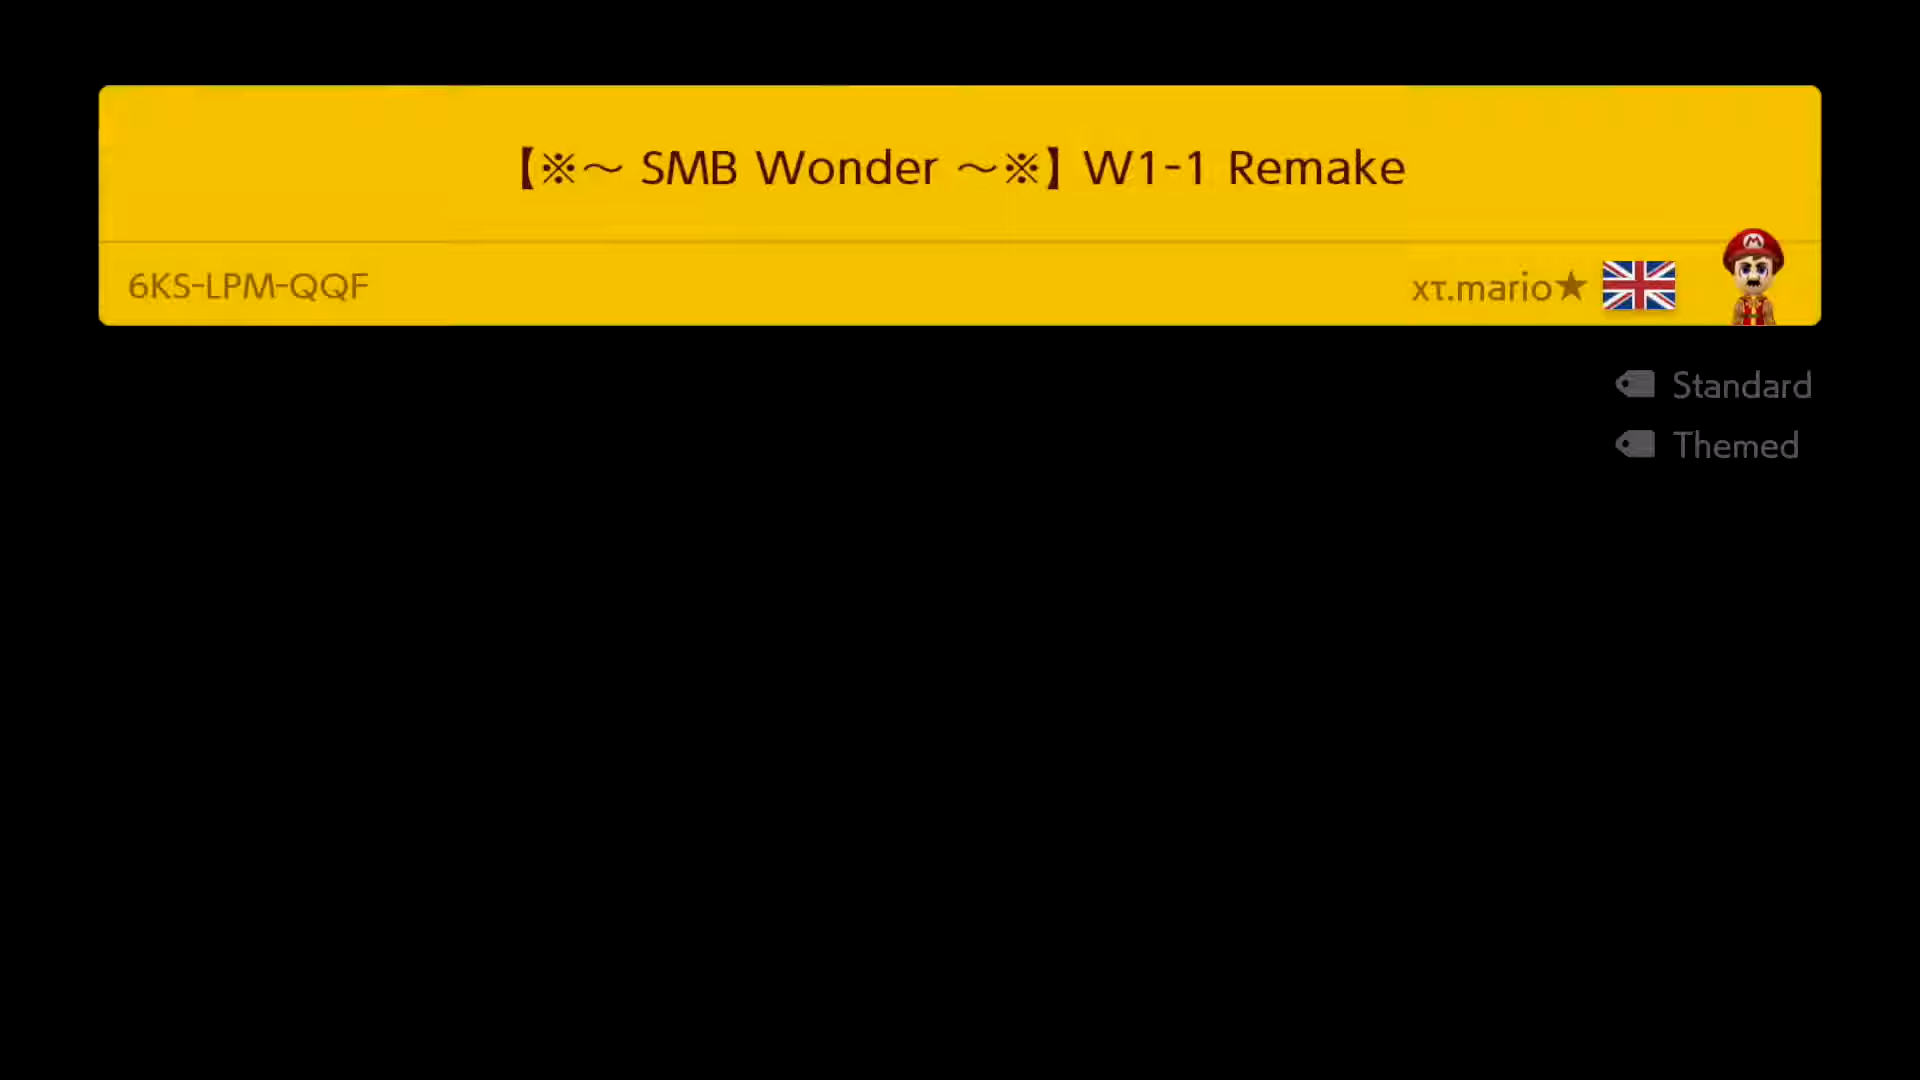 【※～ SMB Wonder ～※】 W1-1 Remake
6KS-LPM-QQF
xτ.mario★
Standard
Themed